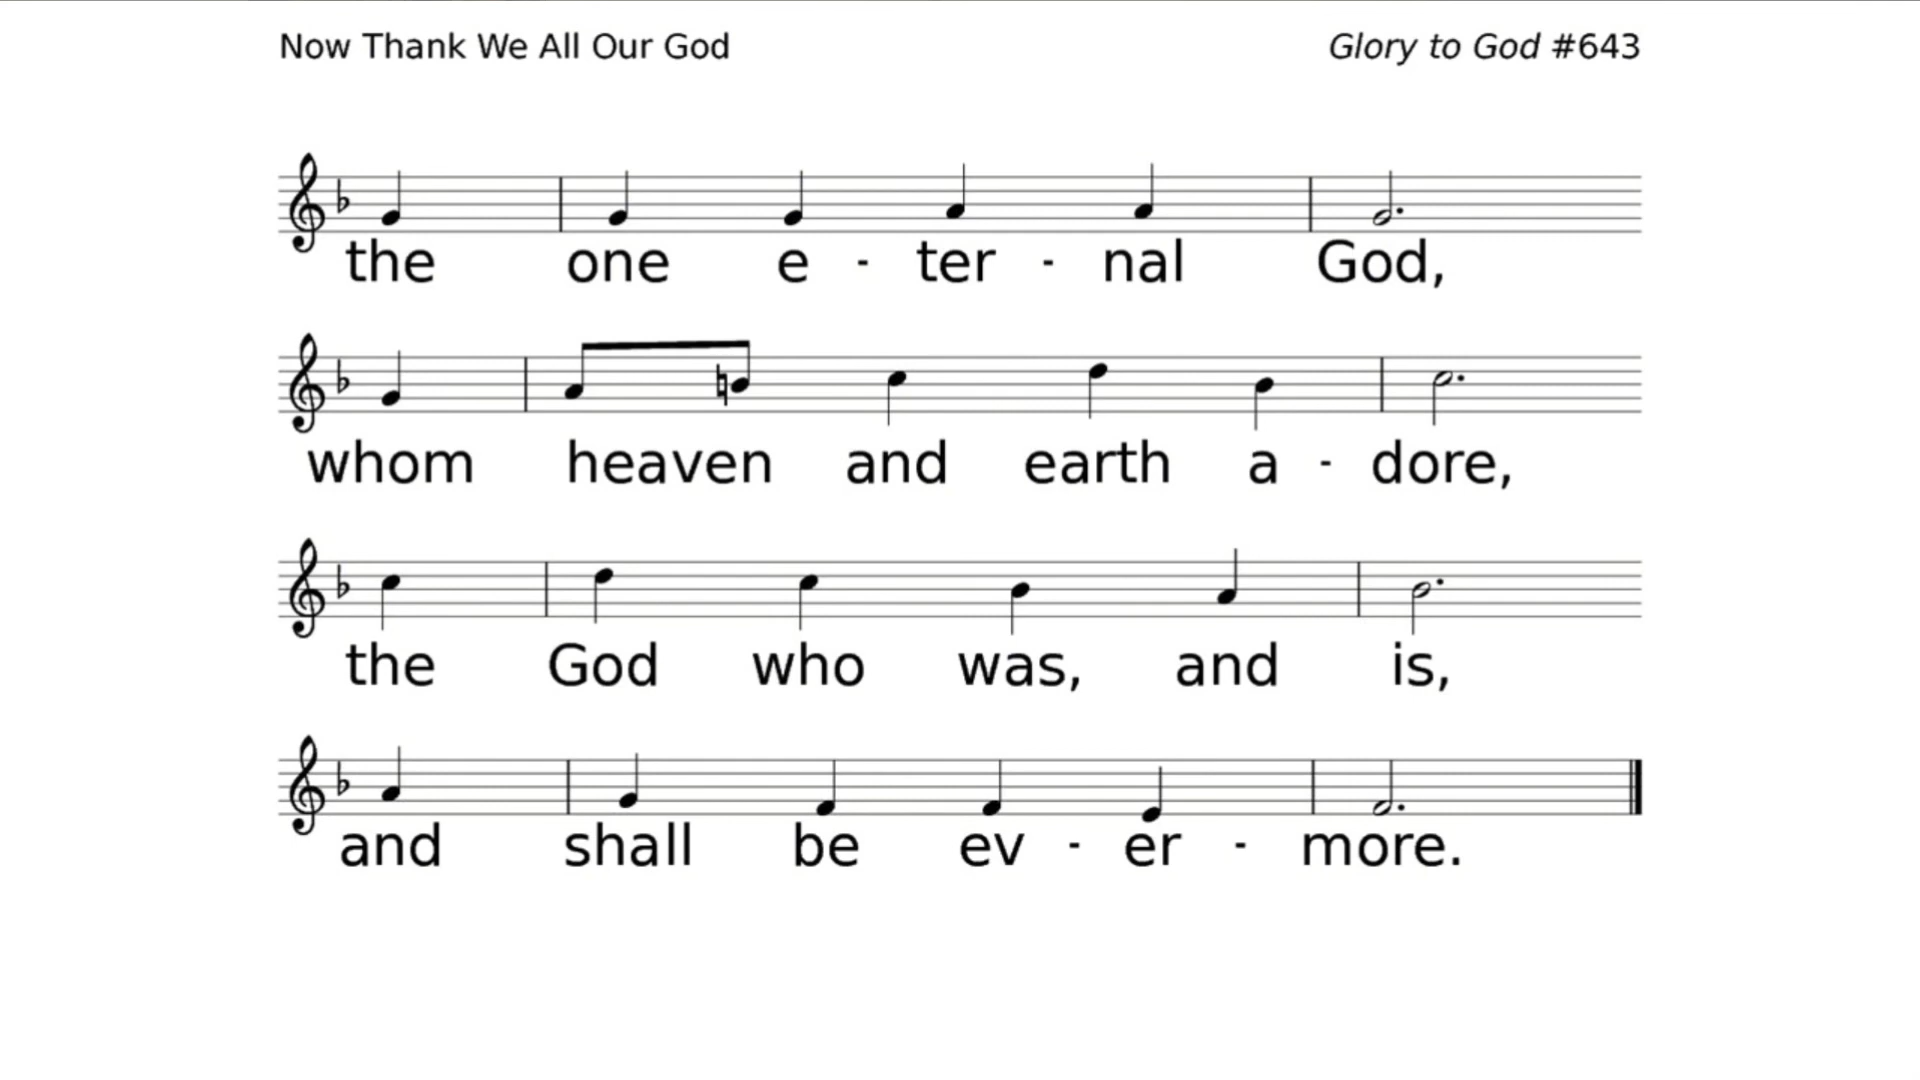 Now Thank We All Our God
Glory to God #643
the one e - ter - nal God,
whom heaven and earth a - dore,
the God who was, and is,
and shall be ev - er - more.